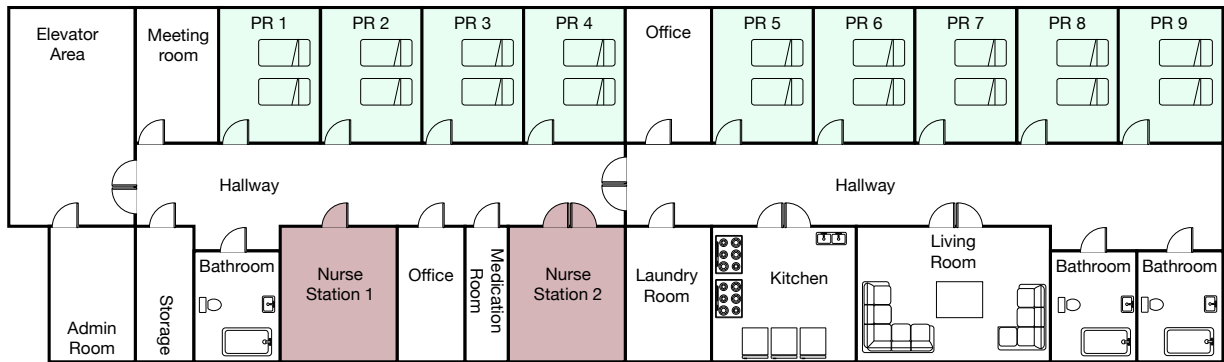 Elevator
Area
Meeting
room
PR 1
PR 2
PR 3
PR 4
Office
PR 5
PR 6
PR 7
PR 8
PR 9
Hallway
Hallway
Admin
Room
Storage
Bathroom
Nurse
Station 1
Office
Medication
Room
Nurse
Station 2
Laundry
Room
Kitchen
Living
Room
Bathroom
Bathroom